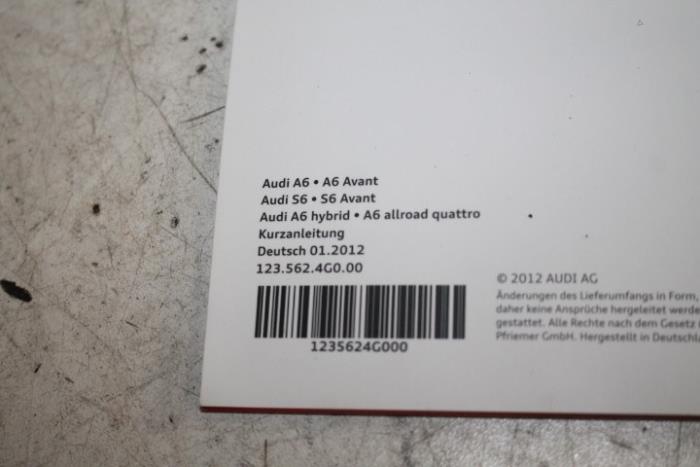 Audi A6 • A6 Avant
Audi S6 • S6 Avant
Audi A6 hybrid • A6 allroad quattro
Kurzanleitung
Deutsch 01.2012
123.562.4G0.00
1235624G000
© 2012 AUDI AG
Änderungen des Lieferumfangs in Form,
daher keine Ansprüche hergeleitet werde
gestattet. Alle Rechte nach dem Gesetz
Pfriemer GmbH. Hergestellt in Deutschla